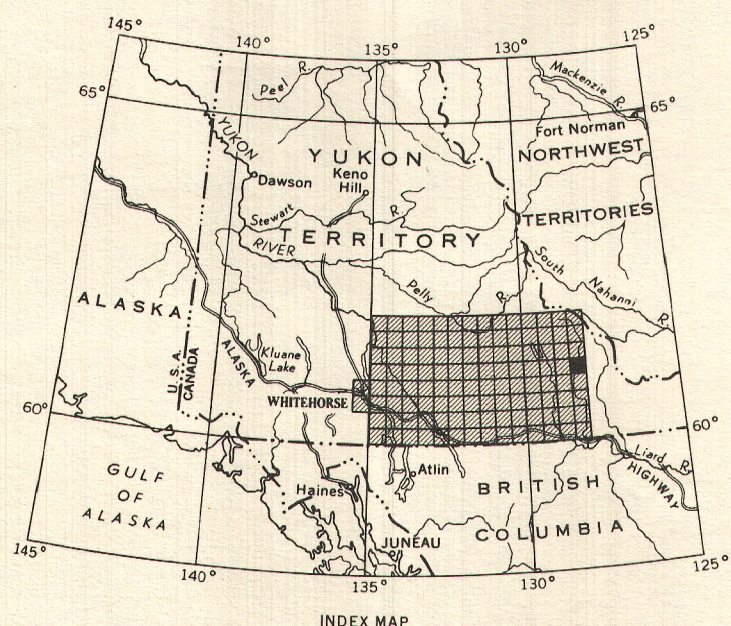 145°
140°
135°
130°
125°
Peel R.
Mackenzie R.
65°
65°
Fort Norman
YUKON
YUKON
NORTHWEST
Keno
Hill
Dawson
Stewart R.
TERRITORIES
TERRITORY
RIVER
South Nahanni R.
Pelly R.
ALASKA
ALASKA
Kluane
Lake
U.S.A.
CANADA
WHITEHORSE
60°
60°
Liard R.
HIGHWAY
Atlin
GULF
OF
ALASKA
Haines
BRITISH
COLUMBIA
JUNEAU
145°
140°
135°
130°
125°
INDEX MAP